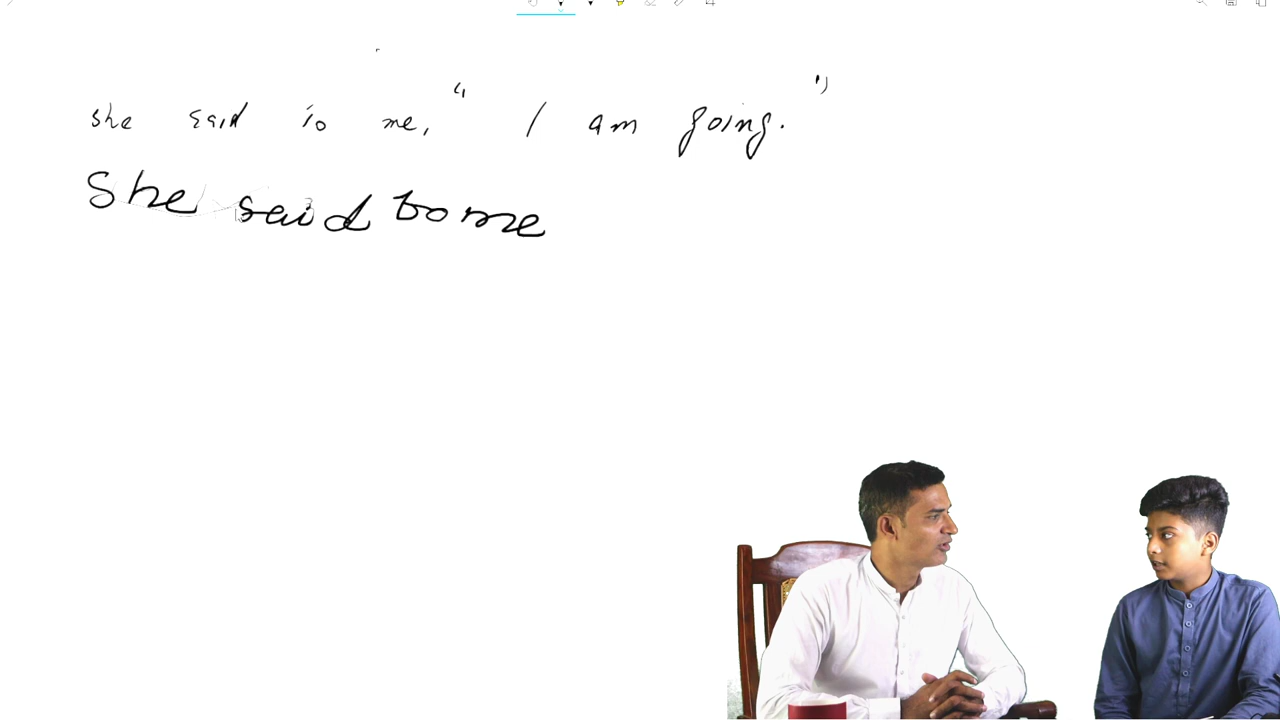 she said to me, " I am going. "
She said to me